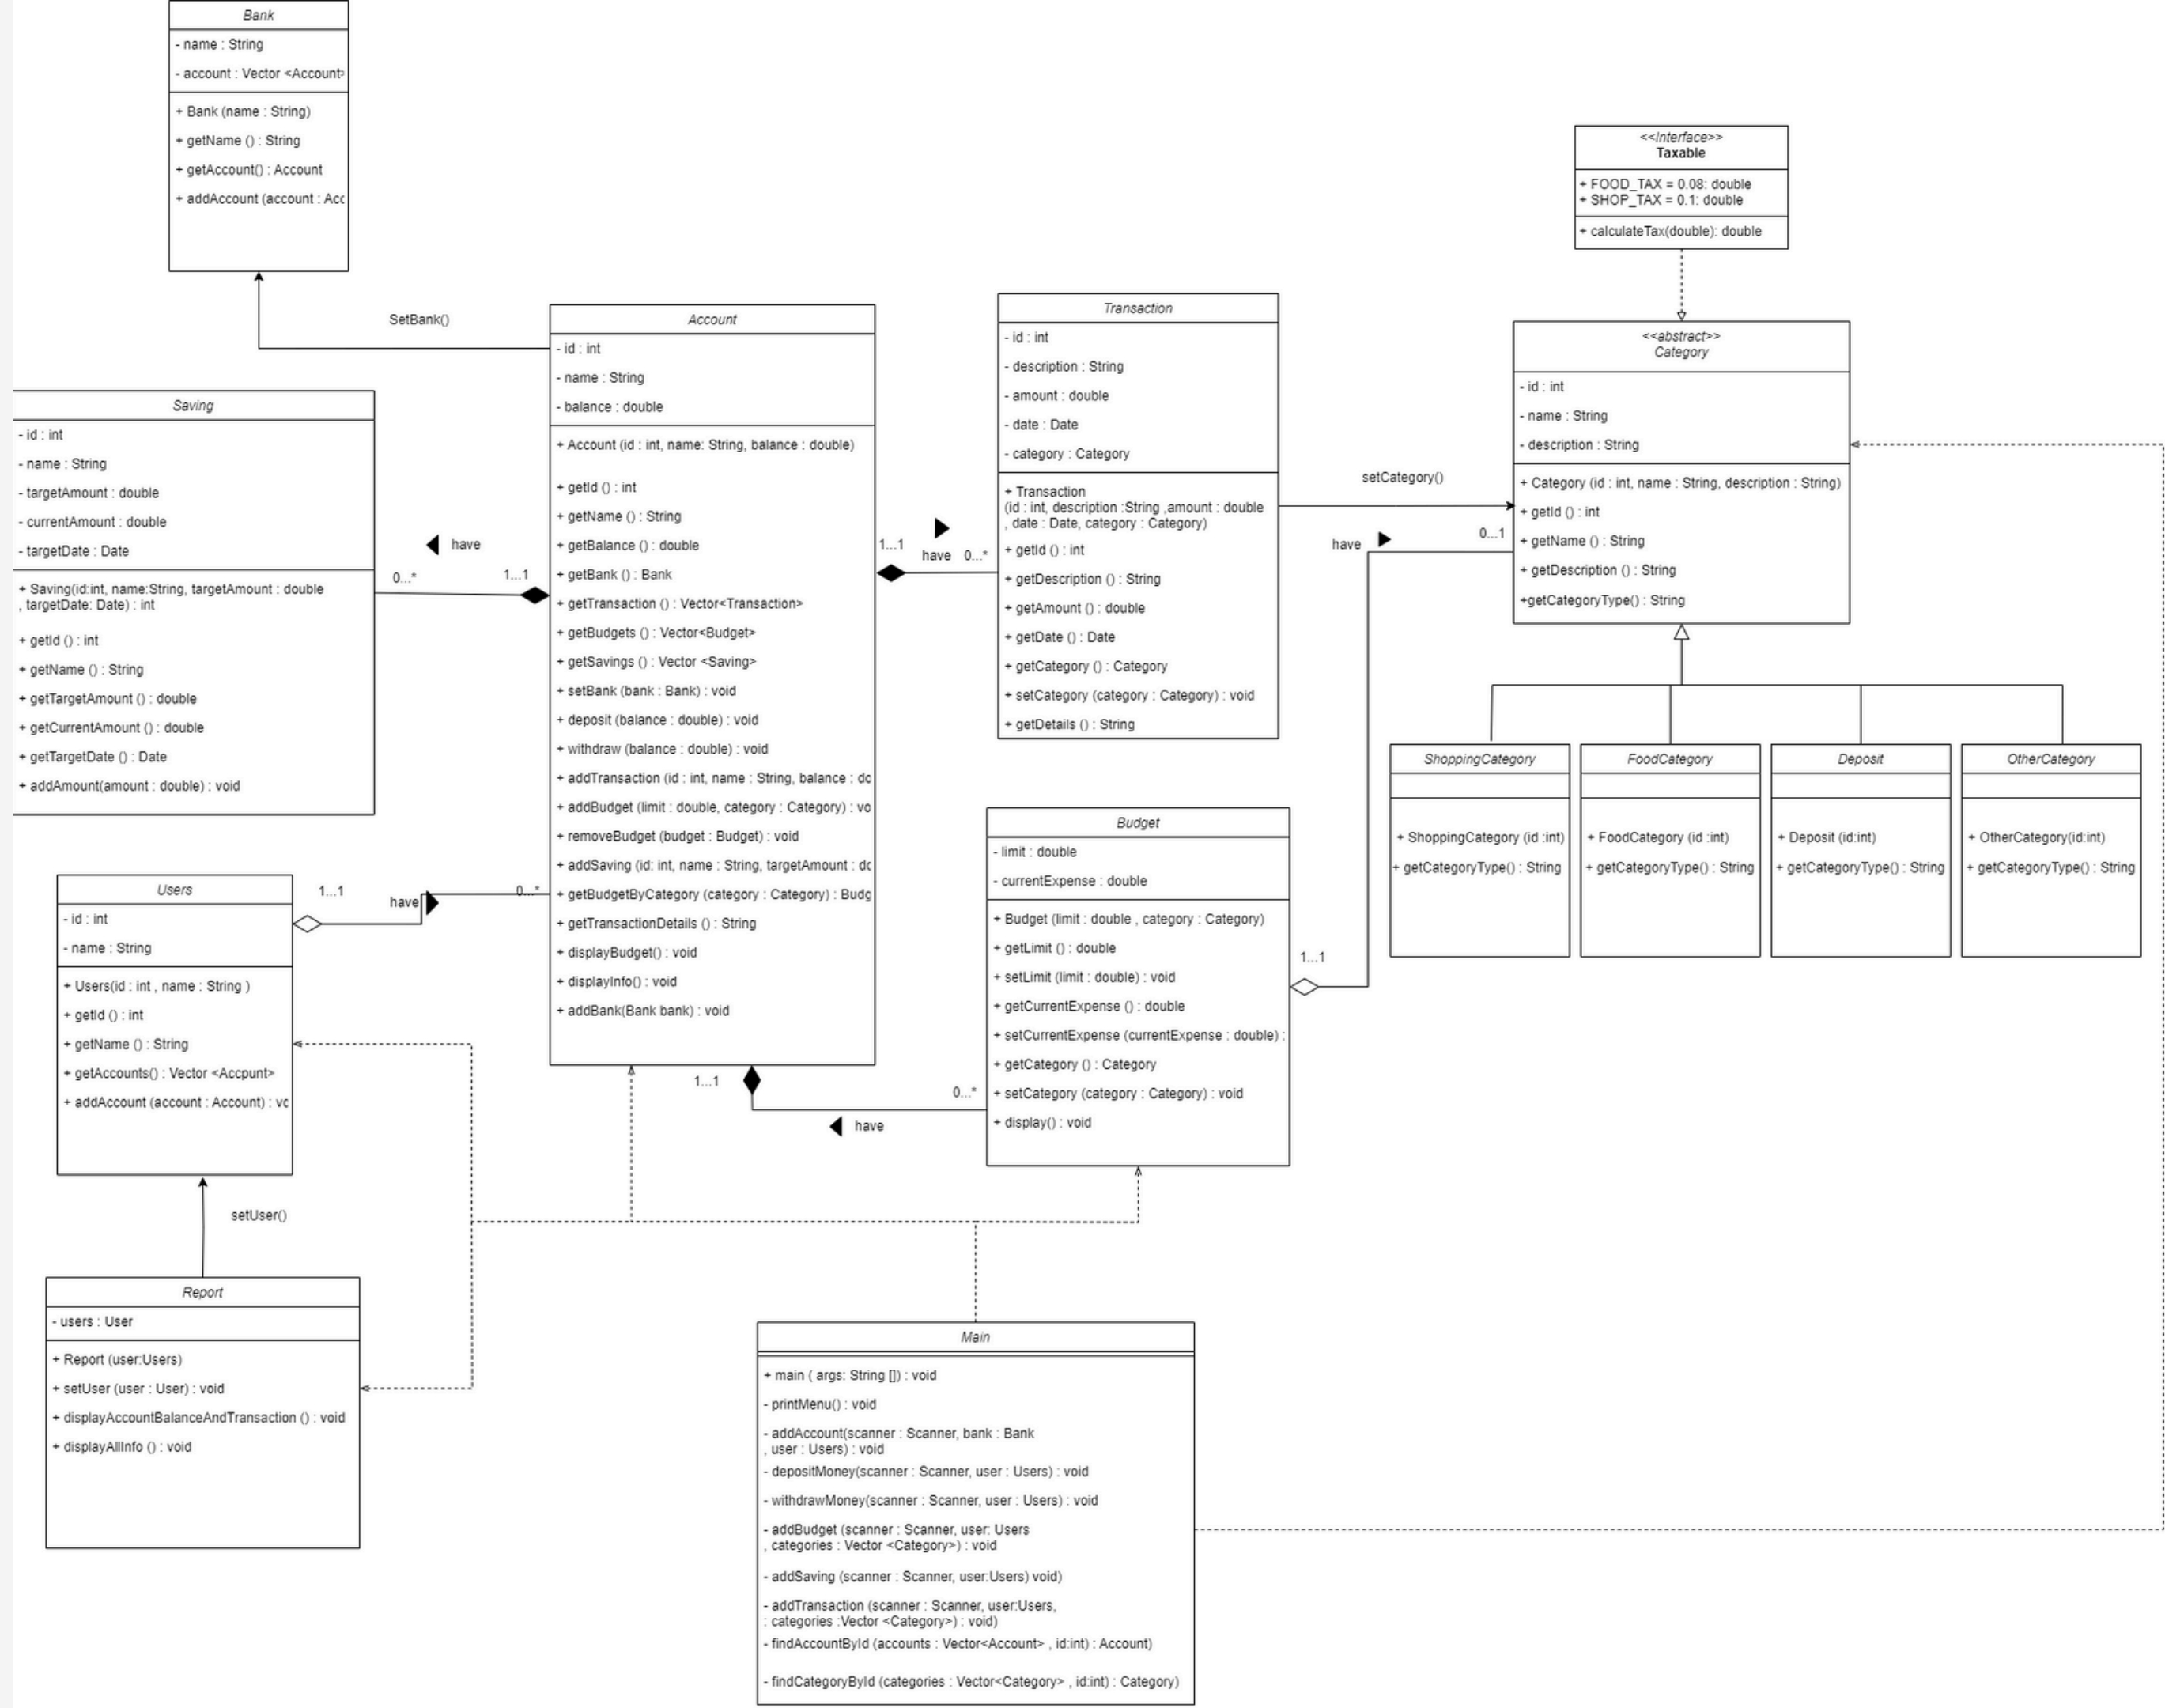 Bank
- name : String
- account : Vector <Account>
+ Bank (name : String)
+ getName () : String
+ getAccount() : Account
+ addAccount (account : Acc
<<Interface>>
Taxable
+ FOOD_TAX = 0.08: double
+ SHOP_TAX = 0.1: double
+ calculateTax(double): double
SetBank()
Account
- id : int
- name : String
- balance : double
+ Account (id : int, name: String, balance : double)
+ getId () : int
+ getName () : String
+ getBalance () : double
+ getBank () : Bank
+ getTransaction () : Vector<Transaction>
+ getBudgets () : Vector<Budget>
+ getSavings () : Vector <Saving>
+ setBank (bank : Bank) : void
+ deposit (balance : double) : void
+ withdraw (balance : double) : void
+ addTransaction (id : int, name : String, balance : dc
+ addBudget (limit : double, category : Category) : vo
+ removeBudget (budget : Budget) : void
+ addSaving (id: int, name : String, targetAmount : dc
+ getBudgetByCategory (category : Category) : Budg
+ getTransactionDetails () : String
+ displayBudget() : void
+ displayInfo() : void
+ addBank(Bank bank) : void
Transaction
- id : int
- description : String
- amount : double
- date : Date
- category : Category
+ Transaction
(id : int, description :String ,amount : double
, date : Date, category : Category)
+ getId () : int
+ getDescription () : String
+ getAmount () : double
+ getDate () : Date
+ getCategory () : Category
+ setCategory (category : Category) : void
+ getDetails () : String
setCategory()
<<abstract>>
Category
- id : int
- name : String
- description : String
+ Category (id : int, name : String, description : String)
+ getId () : int
+ getName () : String
+ getDescription () : String
+getCategoryType() : String
Saving
- id : int
- name : String
- targetAmount : double
- currentAmount : double
- targetDate : Date
+ Saving(id:int, name:String, targetAmount : double
, targetDate: Date) : int
+ getId () : int
+ getName () : String
+ getTargetAmount () : double
+ getCurrentAmount () : double
+ getTargetDate () : Date
+ addAmount(amount : double) : void
have
0...*
1...1
1...1
have
0...*
have
0...1
ShoppingCategory
+ ShoppingCategory (id :int)
+ getCategoryType() : String
FoodCategory
+ FoodCategory (id :int)
+ getCategoryType() : String
Deposit
+ Deposit (id:int)
+ getCategoryType() : String
OtherCategory
+ OtherCategory(id:int)
+ getCategoryType() : String
Budget
- limit : double
- currentExpense : double
+ Budget (limit : double , category : Category)
+ getLimit () : double
+ setLimit (limit : double) : void
+ getCurrentExpense () : double
+ setCurrentExpense (currentExpense : double) :
+ getCategory () : Category
+ setCategory (category : Category) : void
+ display() : void
1...1
Users
- id : int
- name : String
+ Users(id : int , name : String )
+ getId () : int
+ getName () : String
+ getAccounts() : Vector <Accpunt>
+ addAccount (account : Account) : vc
1...1
have
0...*
1...1
0...*
have
setUser()
Report
- users : User
+ Report (user:Users)
+ setUser (user : User) : void
+ displayAccountBalanceAndTransaction () : void
+ displayAllInfo () : void
Main
+ main ( args: String []) : void
- printMenu() : void
- addAccount(scanner : Scanner, bank : Bank
, user : Users) : void
- depositMoney(scanner : Scanner, user : Users) : void
- withdrawMoney(scanner : Scanner, user : Users) : void
- addBudget (scanner : Scanner, user: Users
, categories : Vector <Category>) : void
- addSaving (scanner : Scanner, user:Users) void)
- addTransaction (scanner : Scanner, user:Users,
: categories :Vector <Category>) : void)
- findAccountById (accounts : Vector<Account> , id:int) : Account)
- findCategoryById (categories : Vector<Category> , id:int) : Category)